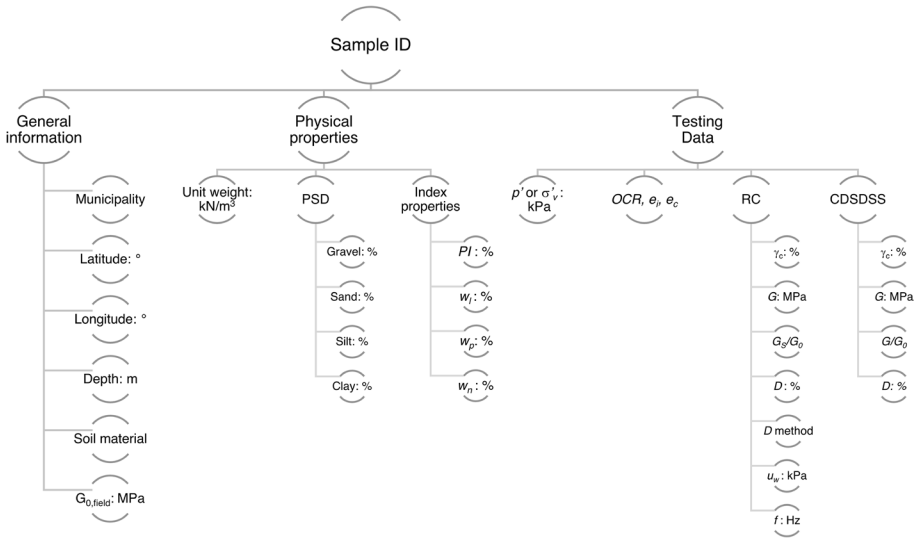 Sample ID
General
information
Municipality
Latitude: °
Longitude: °
Depth: m
Soil material
G0,field: MPa
Physical
properties
Unit weight:
kN/m3
PSD
Gravel: %
Sand: %
Silt: %
Clay: %
Index
properties
PI : %
wl : %
wp: %
wn : %
Testing
Data
p' or σ'v :
kPa
OCR, ei, ec
RC
γc: %
G: MPa
GS/G0
D : %
D method
uw: kPa
f : Hz
CDSDSS
γc: %
G: MPa
G/G0
D: %